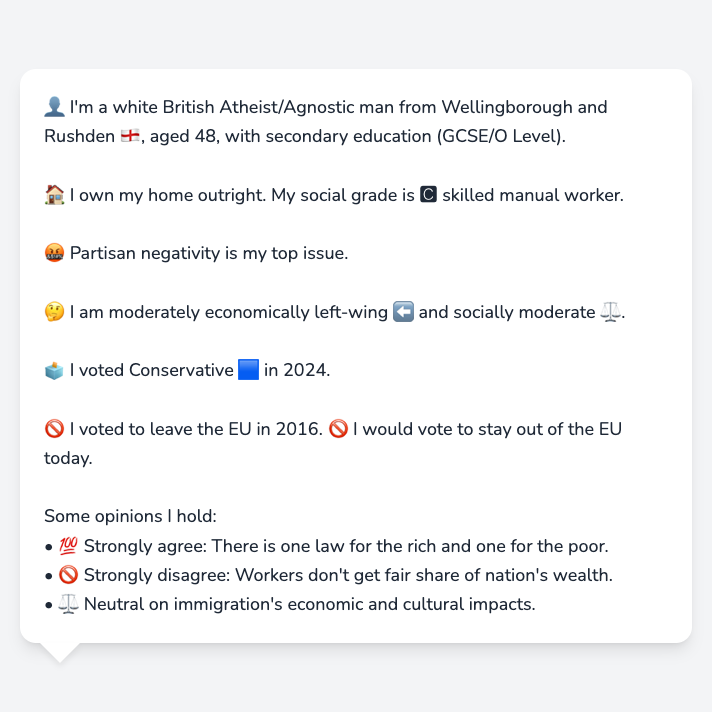 👤 I'm a white British Atheist/Agnostic man from Wellingborough and
Rushden 🏴󠁧󠁢󠁥󠁮󠁧󠁿, aged 48, with secondary education (GCSE/O Level).
🏠 I own my home outright. My social grade is 🅲 skilled manual worker.
🤬 Partisan negativity is my top issue.
🤔 I am moderately economically left-wing ⬅️ and socially moderate ⚖️.
🗳️ I voted Conservative 🟦 in 2024.
🚫 I voted to leave the EU in 2016. 🚫 I would vote to stay out of the EU
today.
Some opinions I hold:
• 💯 Strongly agree: There is one law for the rich and one for the poor.
• 🚫 Strongly disagree: Workers don't get fair share of nation's wealth.
• ⚖️ Neutral on immigration's economic and cultural impacts.